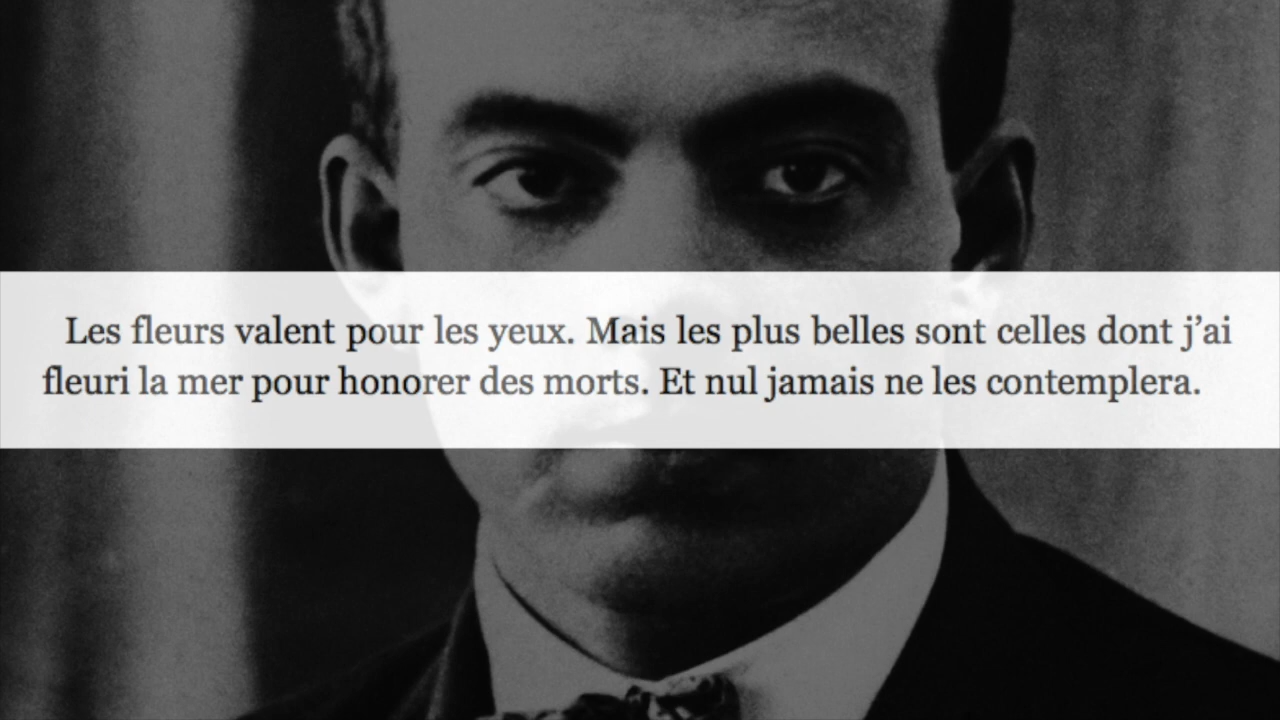 Les fleurs valent pour les yeux. Mais les plus belles sont celles dont j’ai
fleuri la mer pour honorer des morts. Et nul jamais ne les contemplera.